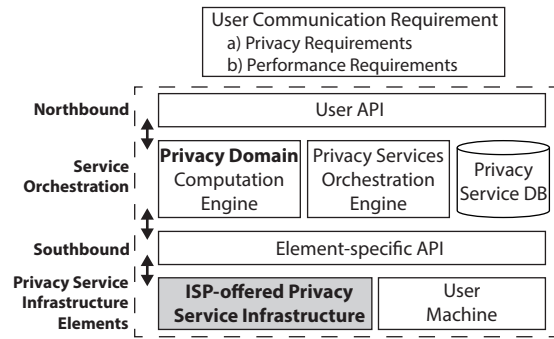 User Communication Requirement
a) Privacy Requirements
b) Performance Requirements
Northbound
User API
Service
Orchestration
Privacy Domain
Computation
Engine
Privacy Services
Orchestration
Engine
Privacy
Service DB
Southbound
Element-specific API
Privacy Service
Infrastructure
Elements
ISP-offered Privacy
Service Infrastructure
User
Machine